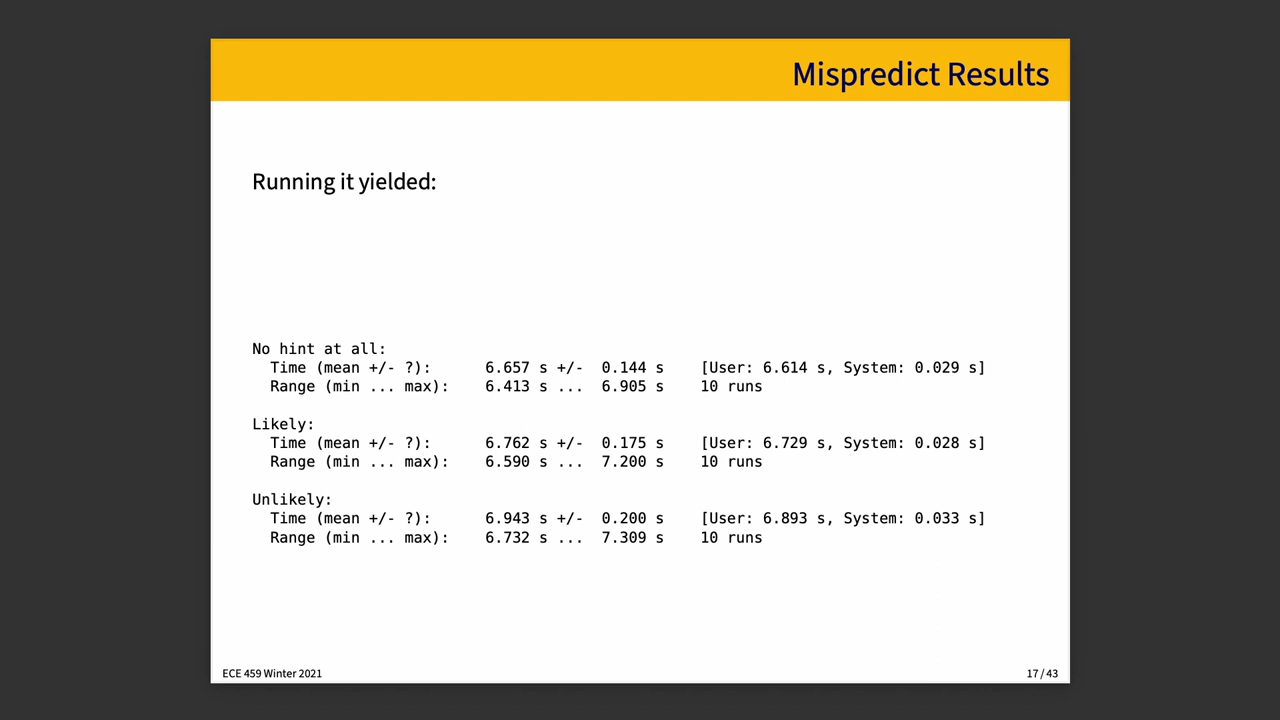 Mispredict Results
Running it yielded:
No hint at all:
Time (mean +/- ?): 6.657 s +/- 0.144 s [User: 6.614 s, System: 0.029 s]
Range (min ... max): 6.413 s ... 6.905 s 10 runs
Likely:
Time (mean +/- ?): 6.762 s +/- 0.175 s [User: 6.729 s, System: 0.028 s]
Range (min ... max): 6.590 s ... 7.200 s 10 runs
Unlikely:
Time (mean +/- ?): 6.943 s +/- 0.200 s [User: 6.893 s, System: 0.033 s]
Range (min ... max): 6.732 s ... 7.309 s 10 runs
ECE 459 Winter 2021 17 / 43